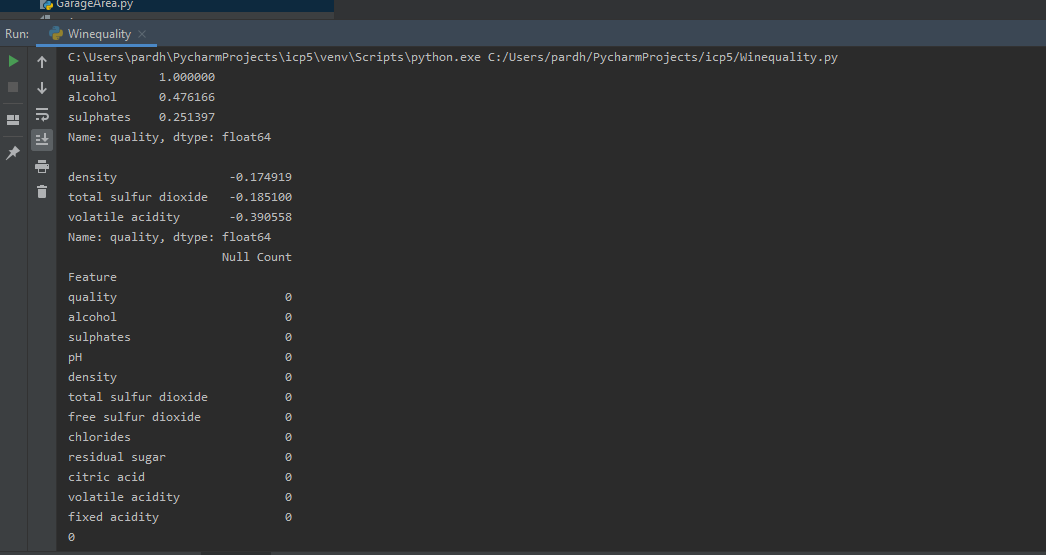 GarageArea.py
Run: Winequality
C:\Users\pardh\PycharmProjects\icp5\venv\Scripts\python.exe C:/Users/pardh/PycharmProjects/icp5/Winequality.py
quality 1.000000
alcohol 0.476166
sulphates 0.251397
Name: quality, dtype: float64
density -0.174919
total sulfur dioxide -0.185100
volatile acidity -0.390558
Name: quality, dtype: float64
Null Count
Feature
quality 0
alcohol 0
sulphates 0
pH 0
density 0
total sulfur dioxide 0
free sulfur dioxide 0
chlorides 0
residual sugar 0
citric acid 0
volatile acidity 0
fixed acidity 0
0